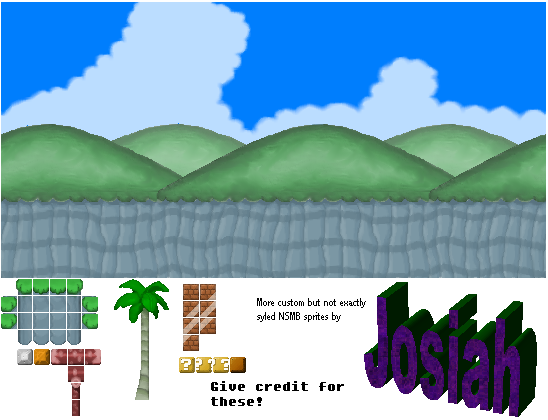 More custom but not exactly
syled NSMB sprites by
Josiah
? ? ? ?
Give credit for
these!